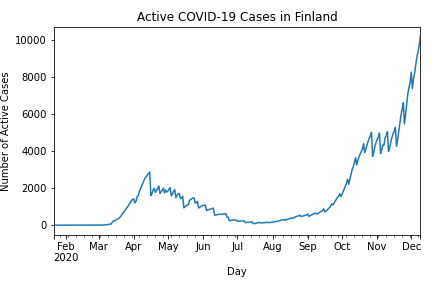 Active COVID-19 Cases in Finland
Number of Active Cases
10000
8000
6000
4000
2000
0
Feb Mar Apr May Jun Jul Aug Sep Oct Nov Dec
2020
Day